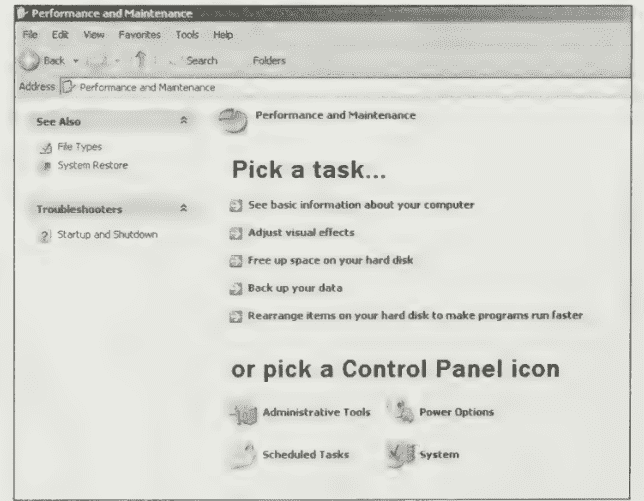 Performance and Maintenance
File Edit View Favorites Tools Help
Back Search Folders
Address Performance and Maintenance
See Also
File Types
System Restore
Troubleshooters
Startup and Shutdown
Performance and Maintenance
Pick a task...
See basic information about your computer
Adjust visual effects
Free up space on your hard disk
Back up your data
Rearrange items on your hard disk to make programs run faster
or pick a Control Panel icon
Administrative Tools Power Options
Scheduled Tasks System